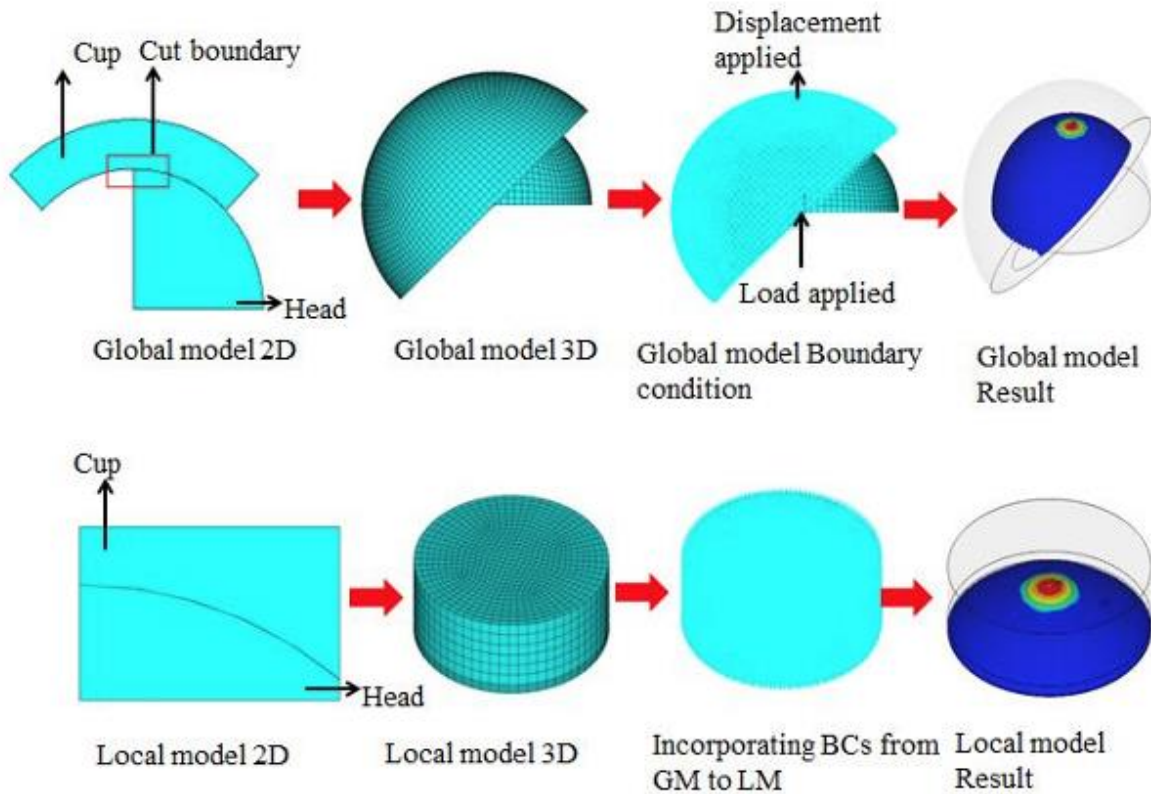 Cup
Cut boundary
Displacement
applied
Head
Load applied
Global model 2D
Global model 3D
Global model Boundary
condition
Global model
Result
Cup
Head
Local model 2D
Local model 3D
Incorporating BCs from
GM to LM
Local model
Result